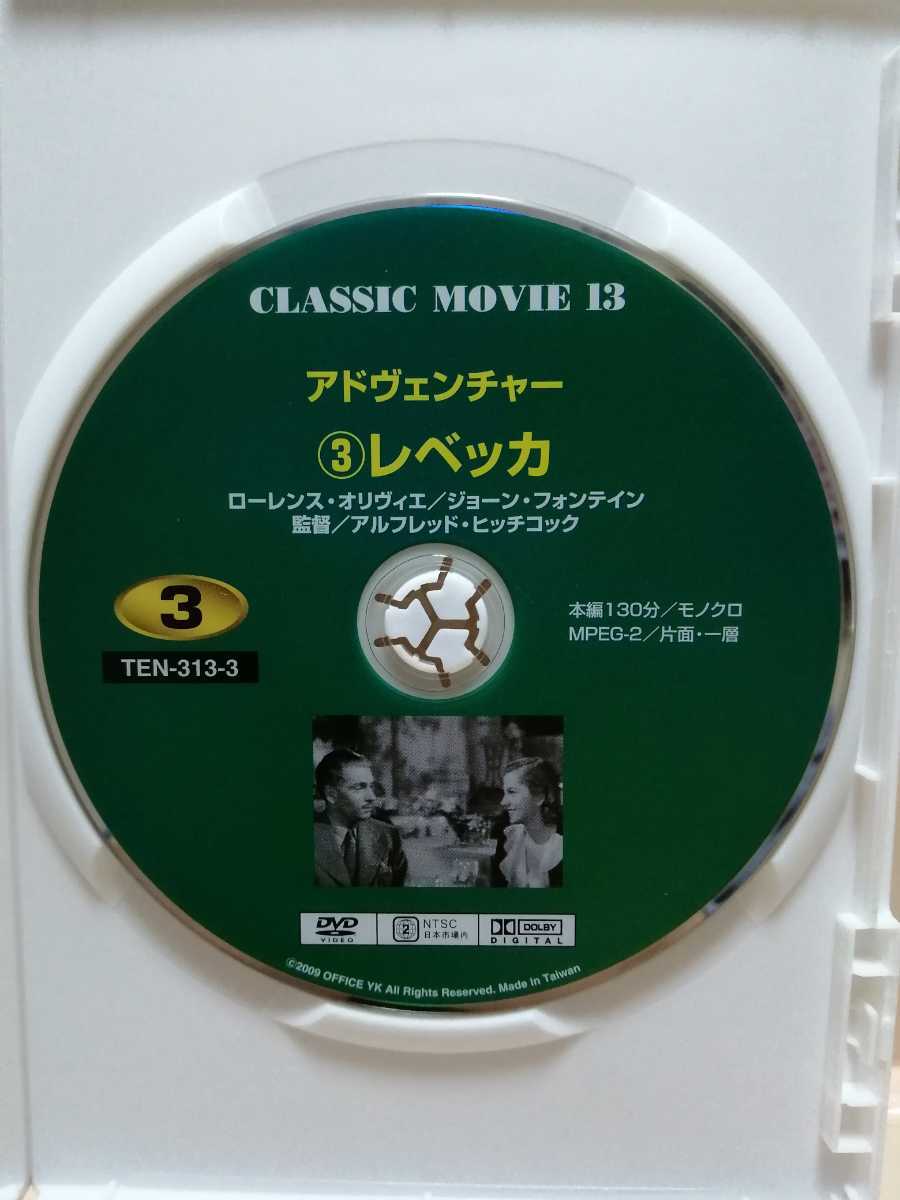 CLASSIC MOVIE 13
アドヴェンチャー
③レベッカ
ローレンス・オリヴィエ/ジョーン・フォンテイン
監督/アルフレッド・ヒッチコック
3
TEN-313-3
本編130分/モノクロ
MPEG-2/片面・一層
DVD VIDEO
2 NTSC 日本市場内
DOLBY DIGITAL
©2009 OFFICE YK All Rights Reserved. Made in Taiwan